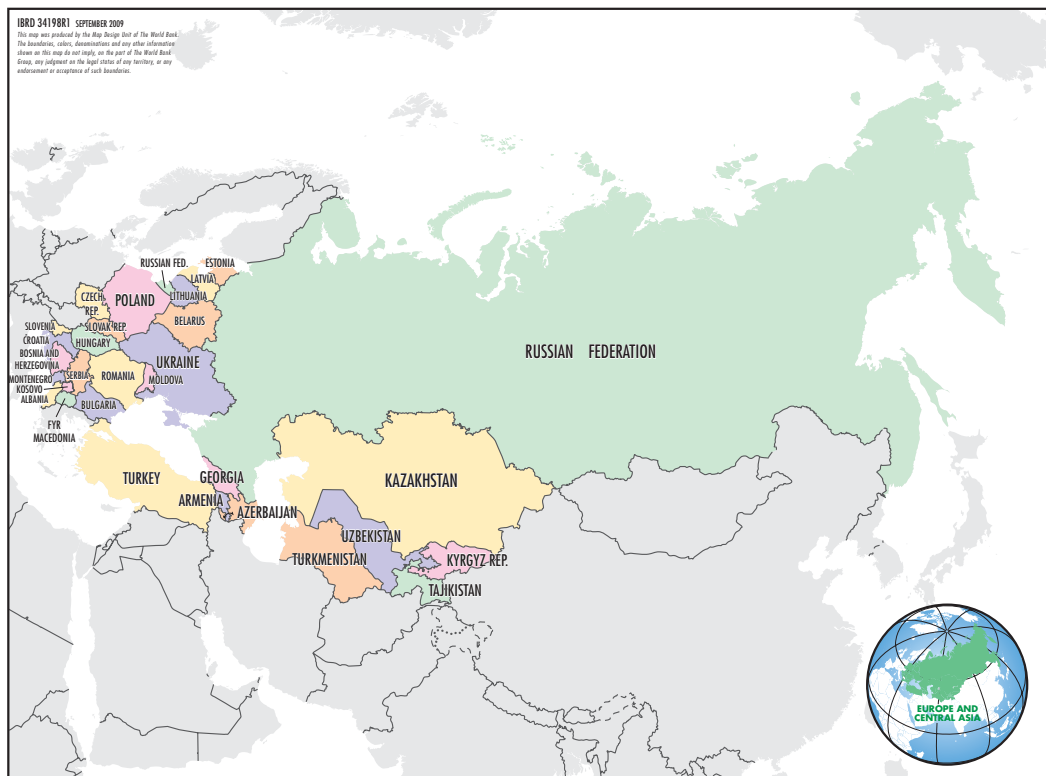 IBRD 34198R1 SEPTEMBER 2009
This map was produced by the Map Design Unit of The World Bank.
The boundaries, colors, denominations and any other information
shown on this map do not imply, on the part of The World Bank
Group, any judgment on the legal status of any territory, or any
endorsement or acceptance of such boundaries.
RUSSIAN FED.
ESTONIA
LATVIA
LITHUANIA
CZECH
REP.
POLAND
BELARUS
SLOVENIA
SLOVAK REP.
CROATIA
HUNGARY
BOSNIA AND
HERZEGOVINA
UKRAINE
RUSSIAN FEDERATION
MONTENEGRO
SERBIA
ROMANIA
MOLDOVA
KOSOVO
ALBANIA
BULGARIA
FYR
MACEDONIA
TURKEY
GEORGIA
KAZAKHSTAN
ARMENIA
AZERBAIJAN
UZBEKISTAN
TURKMENISTAN
KYRGYZ REP.
TAJIKISTAN
EUROPE AND
CENTRAL ASIA